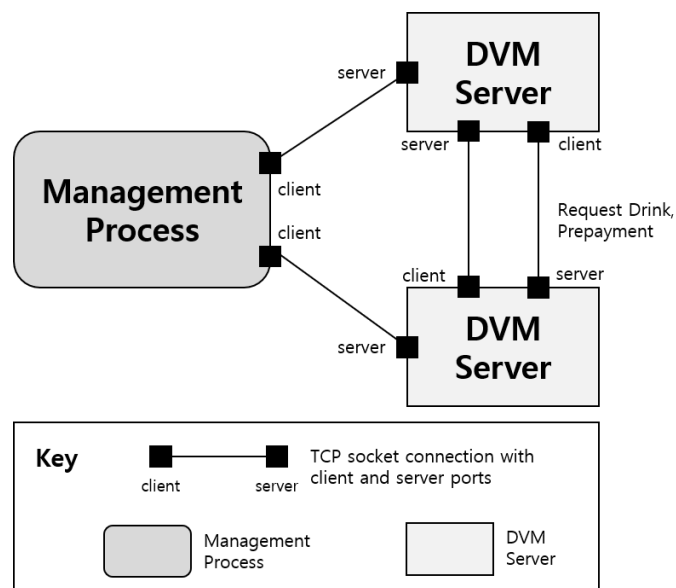 DVM
Server
server
server
client
Management
Process
client
client
Request Drink,
Prepayment
client
server
DVM
Server
server
Key
TCP socket connection with
client and server ports
client
server
Management
Process
DVM
Server